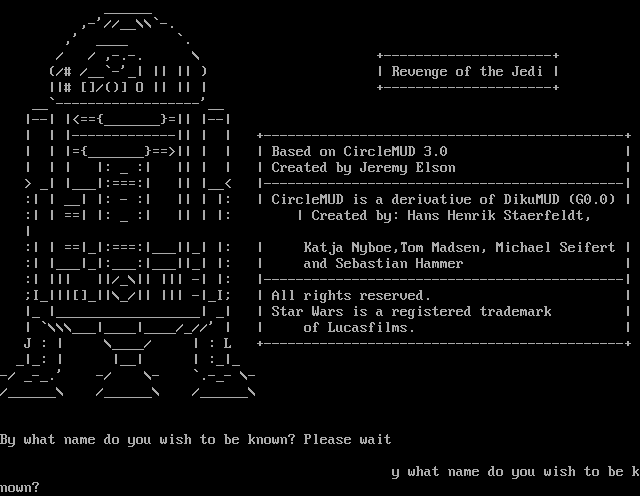 Revenge of the Jedi
Based on CircleMUD 3.0
Created by Jeremy Elson
CircleMUD is a derivative of DikuMUD (G0.0)
Created by: Hans Henrik Staerfeldt,
Katja Nyboe,Tom Madsen, Michael Seifert
and Sebastian Hammer
All rights reserved.
Star Wars is a registered trademark
of Lucasfilms.
By what name do you wish to be known? Please wait
y what name do you wish to be k
nown?